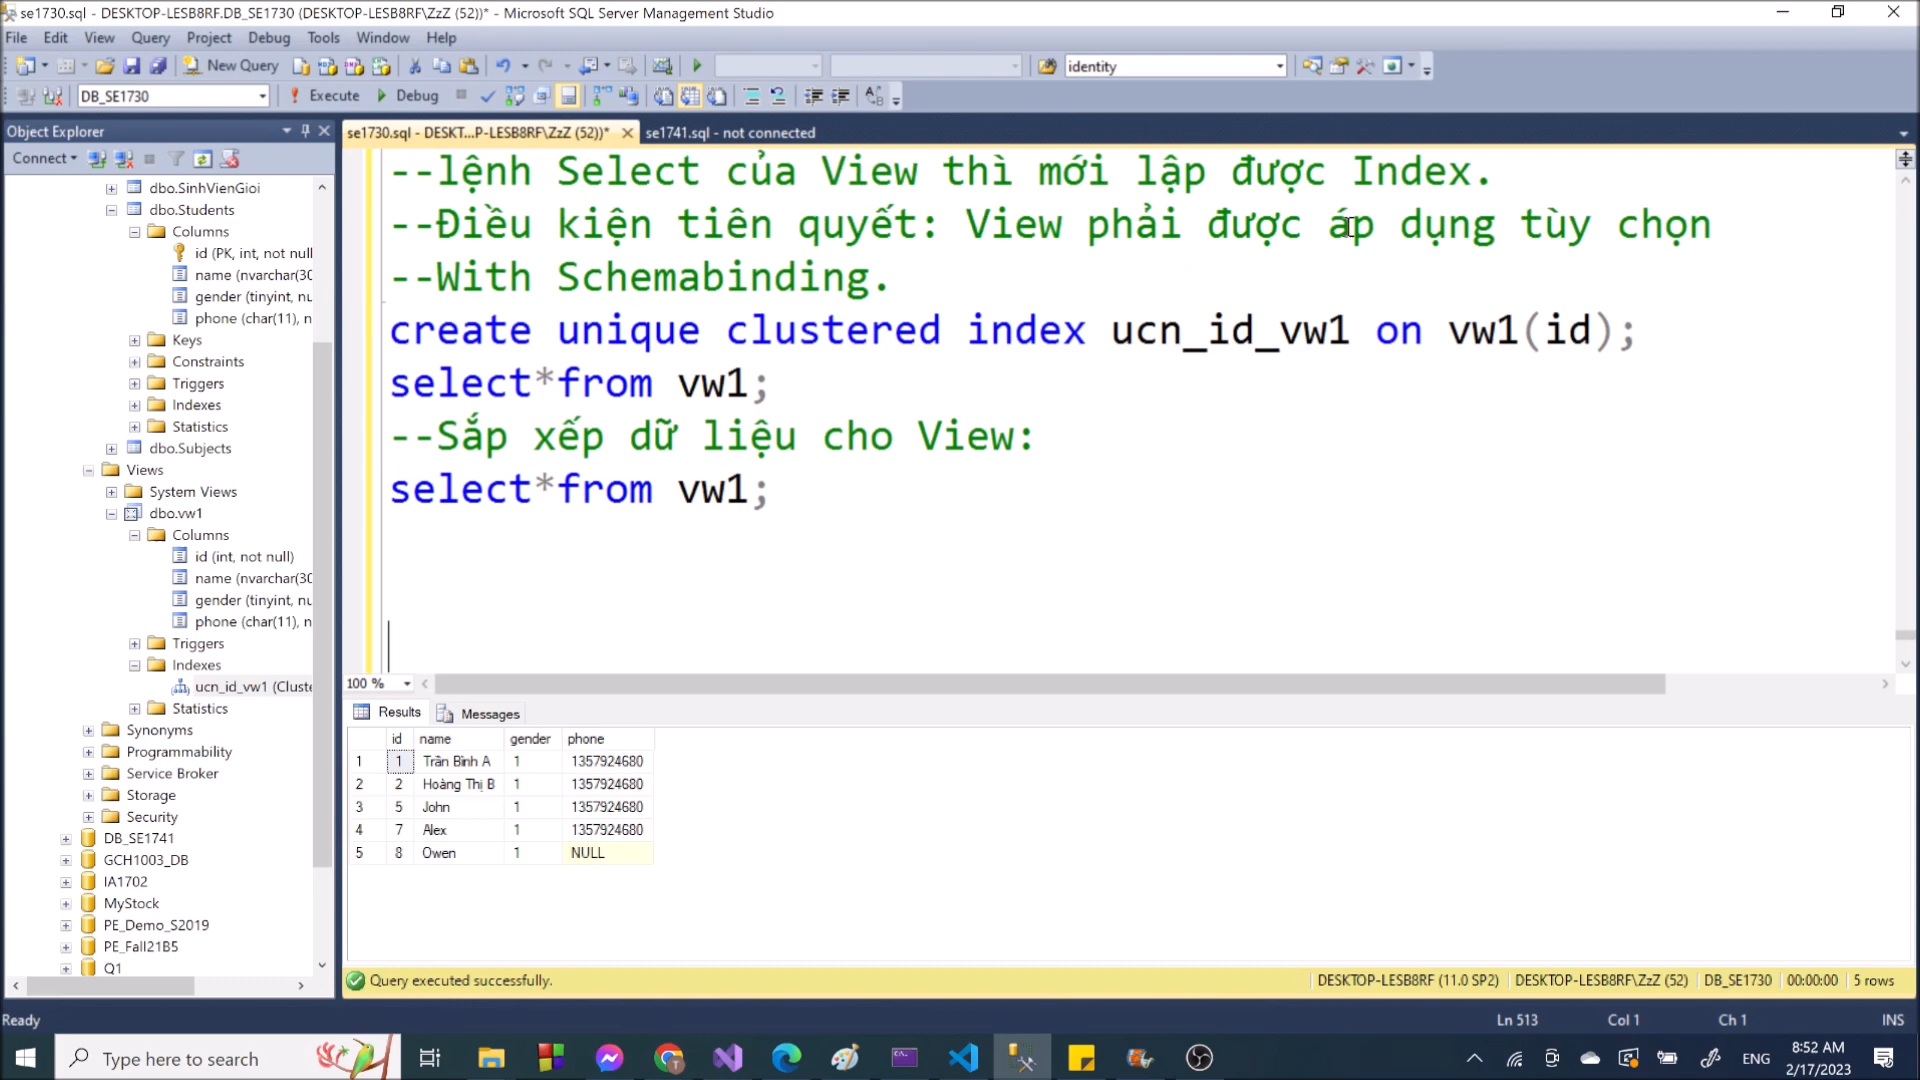 se1730.sql - DESKTOP-LESB8RF.DB_SE1730 (DESKTOP-LESB8RF\ZzZ (52))* - Microsoft SQL Server Management Studio
File Edit View Query Project Debug Tools Window Help
New Query identity
DB_SE1730 Execute Debug
Object Explorer
Connect
dbo.SinhVienGioi
dbo.Students
Columns
id (PK, int, not null
name (nvarchar(30
gender (tinyint, nu
phone (char(11), n
Keys
Constraints
Triggers
Indexes
Statistics
dbo.Subjects
Views
System Views
dbo.vw1
Columns
id (int, not null)
name (nvarchar(30
gender (tinyint, nu
phone (char(11), n
Triggers
Indexes
ucn_id_vw1 (Cluste
Statistics
Synonyms
Programmability
Service Broker
Storage
Security
DB_SE1741
GCH1003_DB
IA1702
MyStock
PE_Demo_S2019
PE_Fall21B5
Q1
se1730.sql - DESKT...P-LESB8RF\ZzZ (52))* se1741.sql - not connected
--lệnh Select của View thì mới lập được Index.
--Điều kiện tiên quyết: View phải được áp dụng tùy chọn
--With Schemabinding.
create unique clustered index ucn_id_vw1 on vw1(id);
select*from vw1;
--Sắp xếp dữ liệu cho View:
select*from vw1;
100 %
Results Messages
id name gender phone
1 1 Trần Bình A 1 1357924680
2 2 Hoàng Thị B 1 1357924680
3 5 John 1 1357924680
4 7 Alex 1 1357924680
5 8 Owen 1 NULL
Query executed successfully. DESKTOP-LESB8RF (11.0 SP2) DESKTOP-LESB8RF\ZzZ (52) DB_SE1730 00:00:00 5 rows
Ready Ln 513 Col 1 Ch 1 INS
Type here to search ENG 8:52 AM
2/17/2023